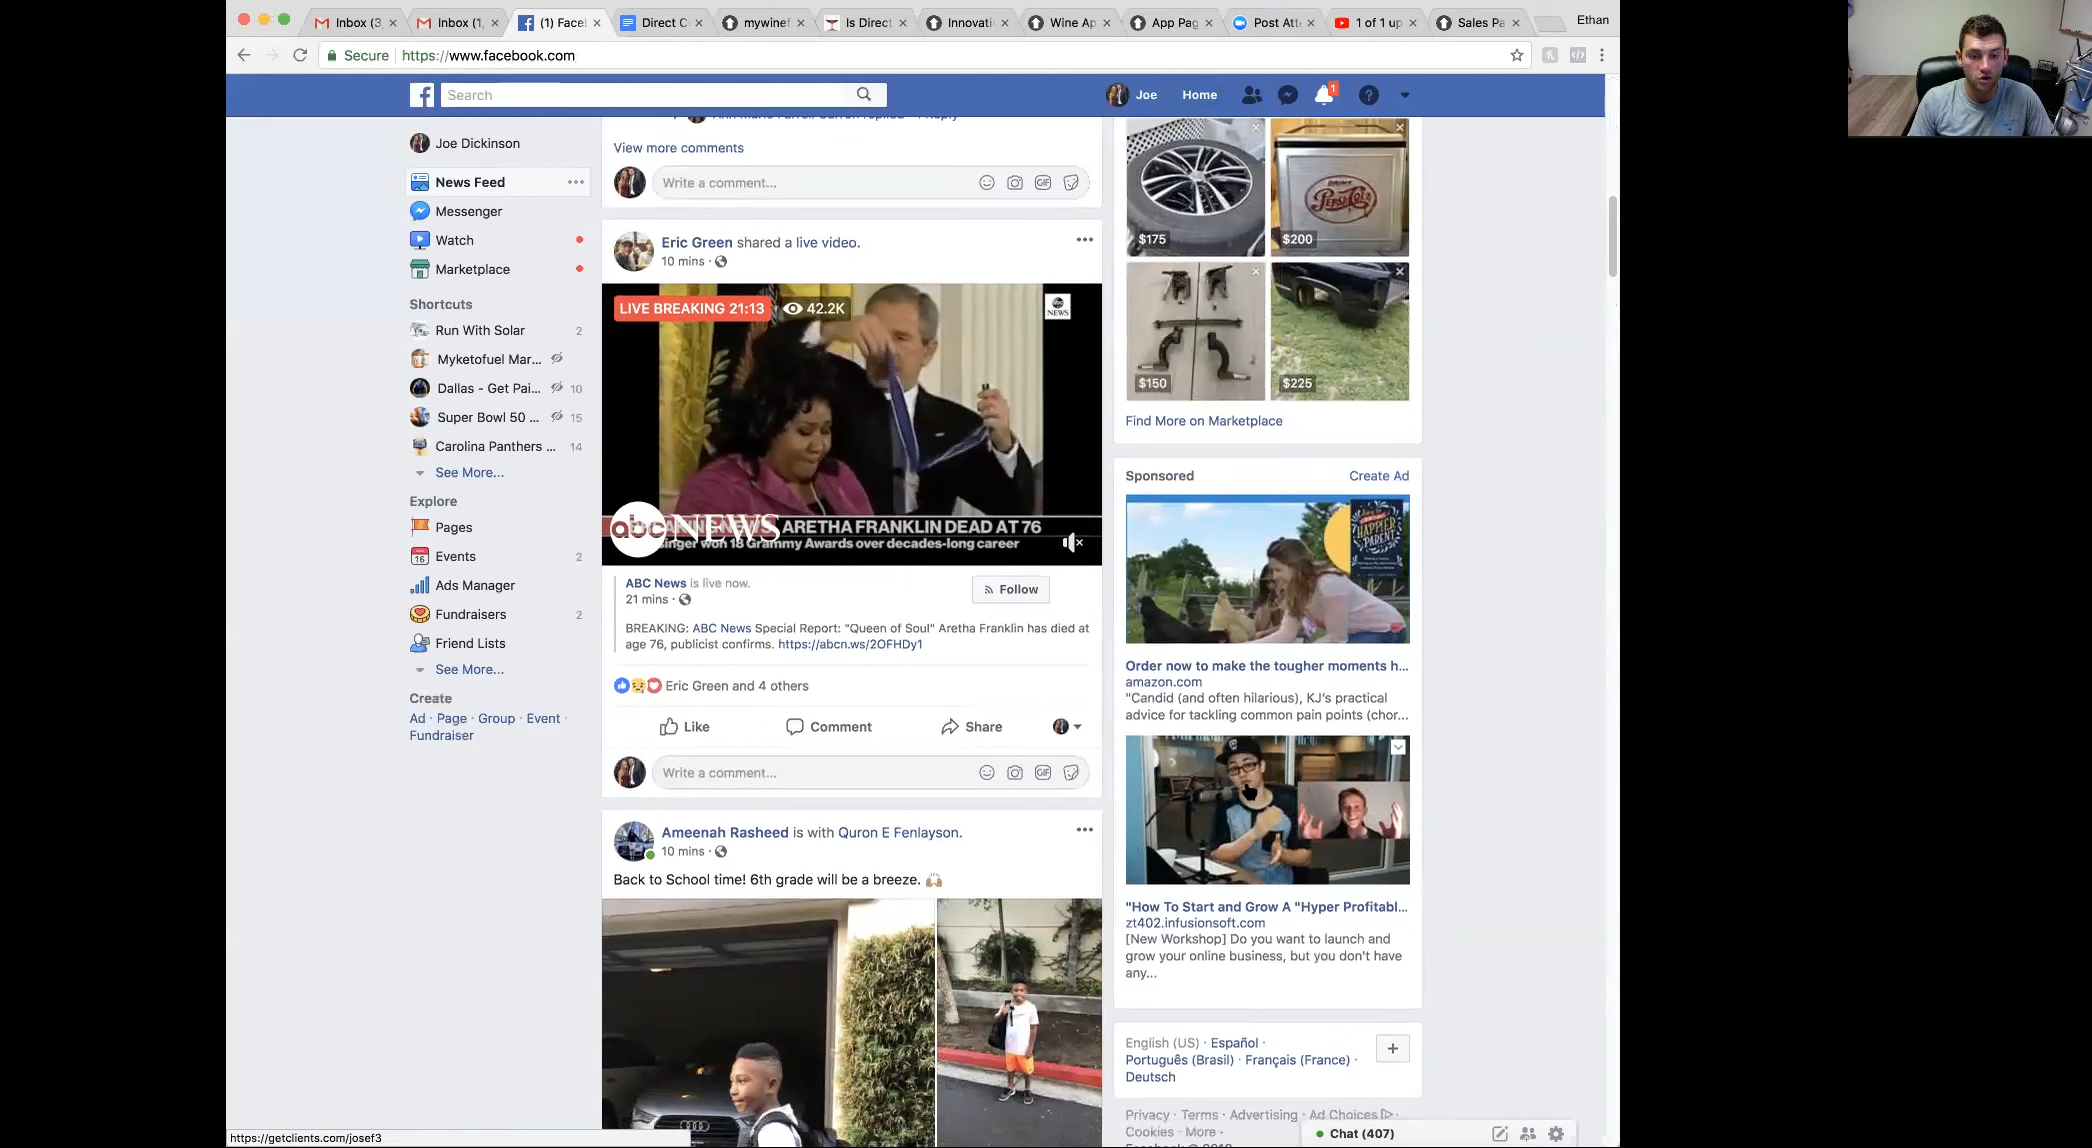 Inbox (3,
Inbox (1,
(1) Faceb
Direct C
mywinef
Is Direct
Innovati
Wine Ap
App Pag
Post Att
1 of 1 up
Sales Pa
Ethan
Secure https://www.facebook.com
Search
Joe
Home
1
Joe Dickinson
News Feed
Messenger
Watch
Marketplace
Shortcuts
Run With Solar 2
Myketofuel Mar...
Dallas - Get Pai... 10
Super Bowl 50 ... 15
Carolina Panthers ... 14
See More...
Explore
Pages
16 Events 2
Ads Manager
Fundraisers 2
Friend Lists
See More...
Create
Ad · Page · Group · Event ·
Fundraiser
View more comments
Write a comment...
GIF
Eric Green shared a live video.
10 mins ·
LIVE BREAKING 21:13 42.2K
abc
NEWS
abc NEWS
ARETHA FRANKLIN DEAD AT 76
singer won 18 Grammy Awards over decades-long career
ABC News is live now.
21 mins ·
Follow
BREAKING: ABC News Special Report: "Queen of Soul" Aretha Franklin has died at
age 76, publicist confirms. https://abcn.ws/2OFHDy1
Eric Green and 4 others
Like Comment Share
Write a comment...
GIF
Ameenah Rasheed is with Quron E Fenlayson.
10 mins ·
Back to School time! 6th grade will be a breeze.
$175
DRINK
Pepsi-Cola
$200
$150
$225
Find More on Marketplace
Sponsored Create Ad
HAPPIER
PARENT
Order now to make the tougher moments h...
amazon.com
"Candid (and often hilarious), KJ's practical
advice for tackling common pain points (chor...
"How To Start and Grow A "Hyper Profitabl...
zt402.infusionsoft.com
[New Workshop] Do you want to launch and
grow your online business, but you don't have
any...
English (US) · Español ·
Português (Brasil) · Français (France) ·
Deutsch
Privacy · Terms · Advertising · Ad Choices ·
Cookies · More ·
Chat (407)
https://getclients.com/josef3